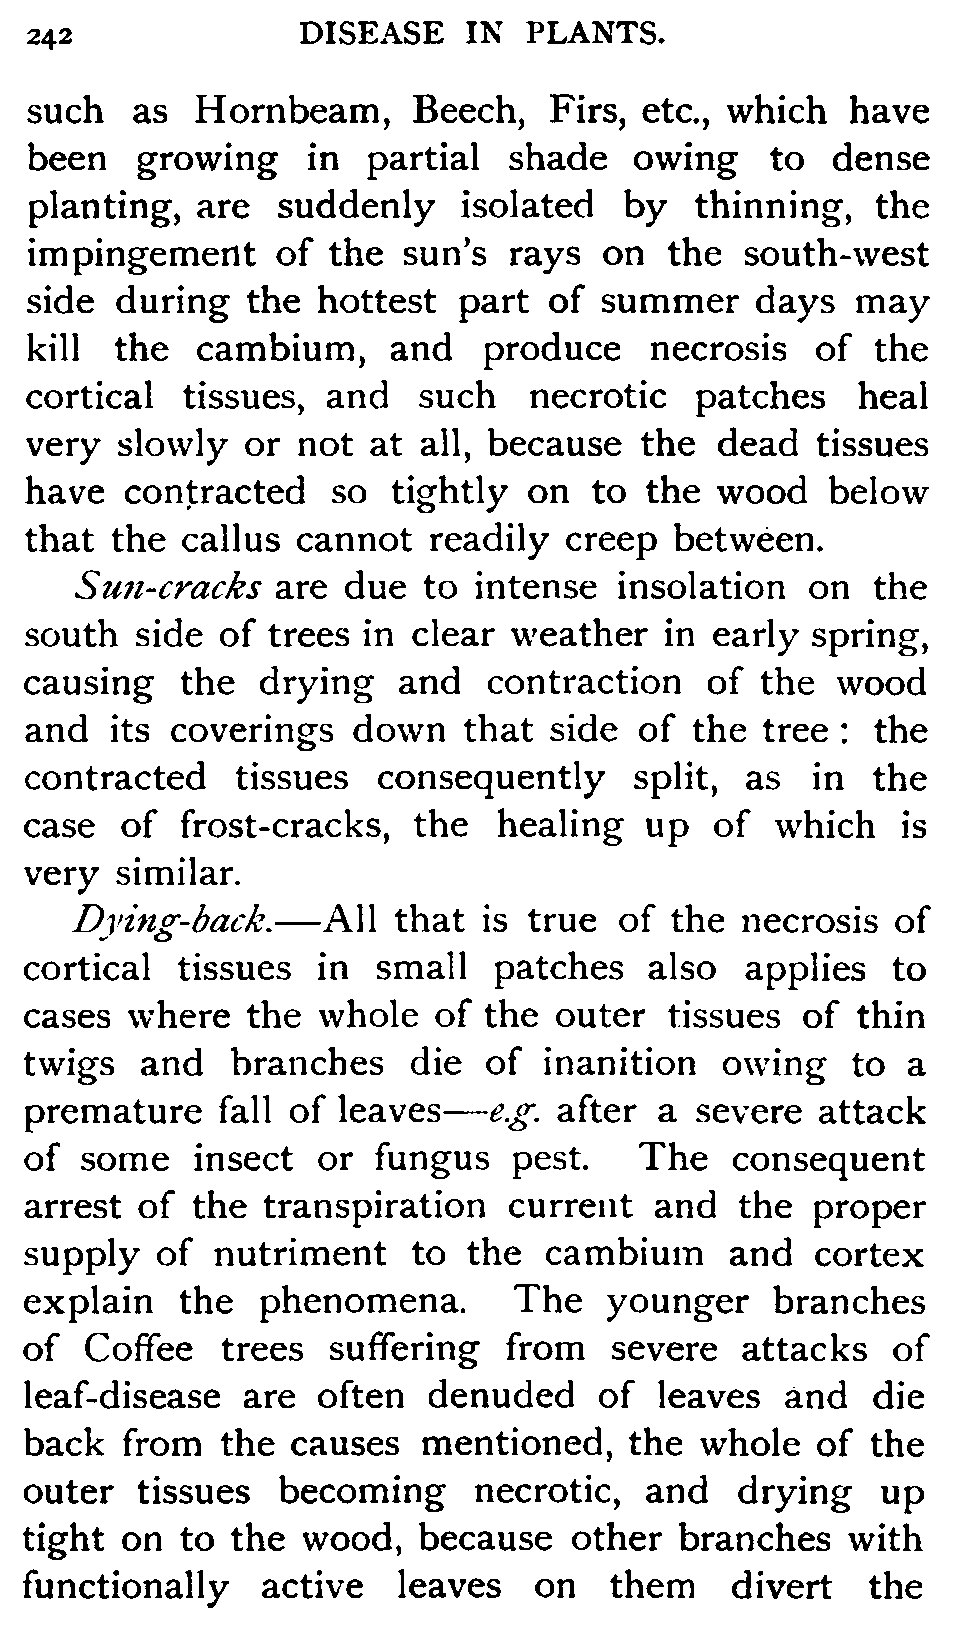 242 DISEASE IN PLANTS.
such as Hornbeam, Beech, Firs, etc., which have
been growing in partial shade owing to dense
planting, are suddenly isolated by thinning, the
impingement of the sun's rays on the south-west
side during the hottest part of summer days may
kill the cambium, and produce necrosis of the
cortical tissues, and such necrotic patches heal
very slowly or not at all, because the dead tissues
have contracted so tightly on to the wood below
that the callus cannot readily creep between.
Sun-cracks are due to intense insolation on the
south side of trees in clear weather in early spring,
causing the drying and contraction of the wood
and its coverings down that side of the tree : the
contracted tissues consequently split, as in the
case of frost-cracks, the healing up of which is
very similar.
Dying-back.—All that is true of the necrosis of
cortical tissues in small patches also applies to
cases where the whole of the outer tissues of thin
twigs and branches die of inanition owing to a
premature fall of leaves—e.g. after a severe attack
of some insect or fungus pest. The consequent
arrest of the transpiration current and the proper
supply of nutriment to the cambium and cortex
explain the phenomena. The younger branches
of Coffee trees suffering from severe attacks of
leaf-disease are often denuded of leaves and die
back from the causes mentioned, the whole of the
outer tissues becoming necrotic, and drying up
tight on to the wood, because other branches with
functionally active leaves on them divert the